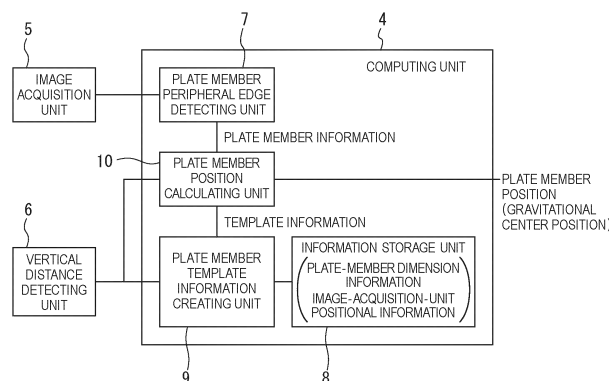 5
7
4
IMAGE
ACQUISITION
UNIT
PLATE MEMBER
PERIPHERAL EDGE
DETECTING UNIT
COMPUTING UNIT
PLATE MEMBER INFORMATION
10
PLATE MEMBER
POSITION
CALCULATING UNIT
PLATE MEMBER
POSITION
(GRAVITATIONAL
CENTER POSITION)
TEMPLATE INFORMATION
6
VERTICAL
DISTANCE
DETECTING
UNIT
PLATE MEMBER
TEMPLATE
INFORMATION
CREATING UNIT
INFORMATION STORAGE UNIT
(PLATE-MEMBER DIMENSION
INFORMATION
IMAGE-ACQUISITION-UNIT
POSITIONAL INFORMATION)
9
8